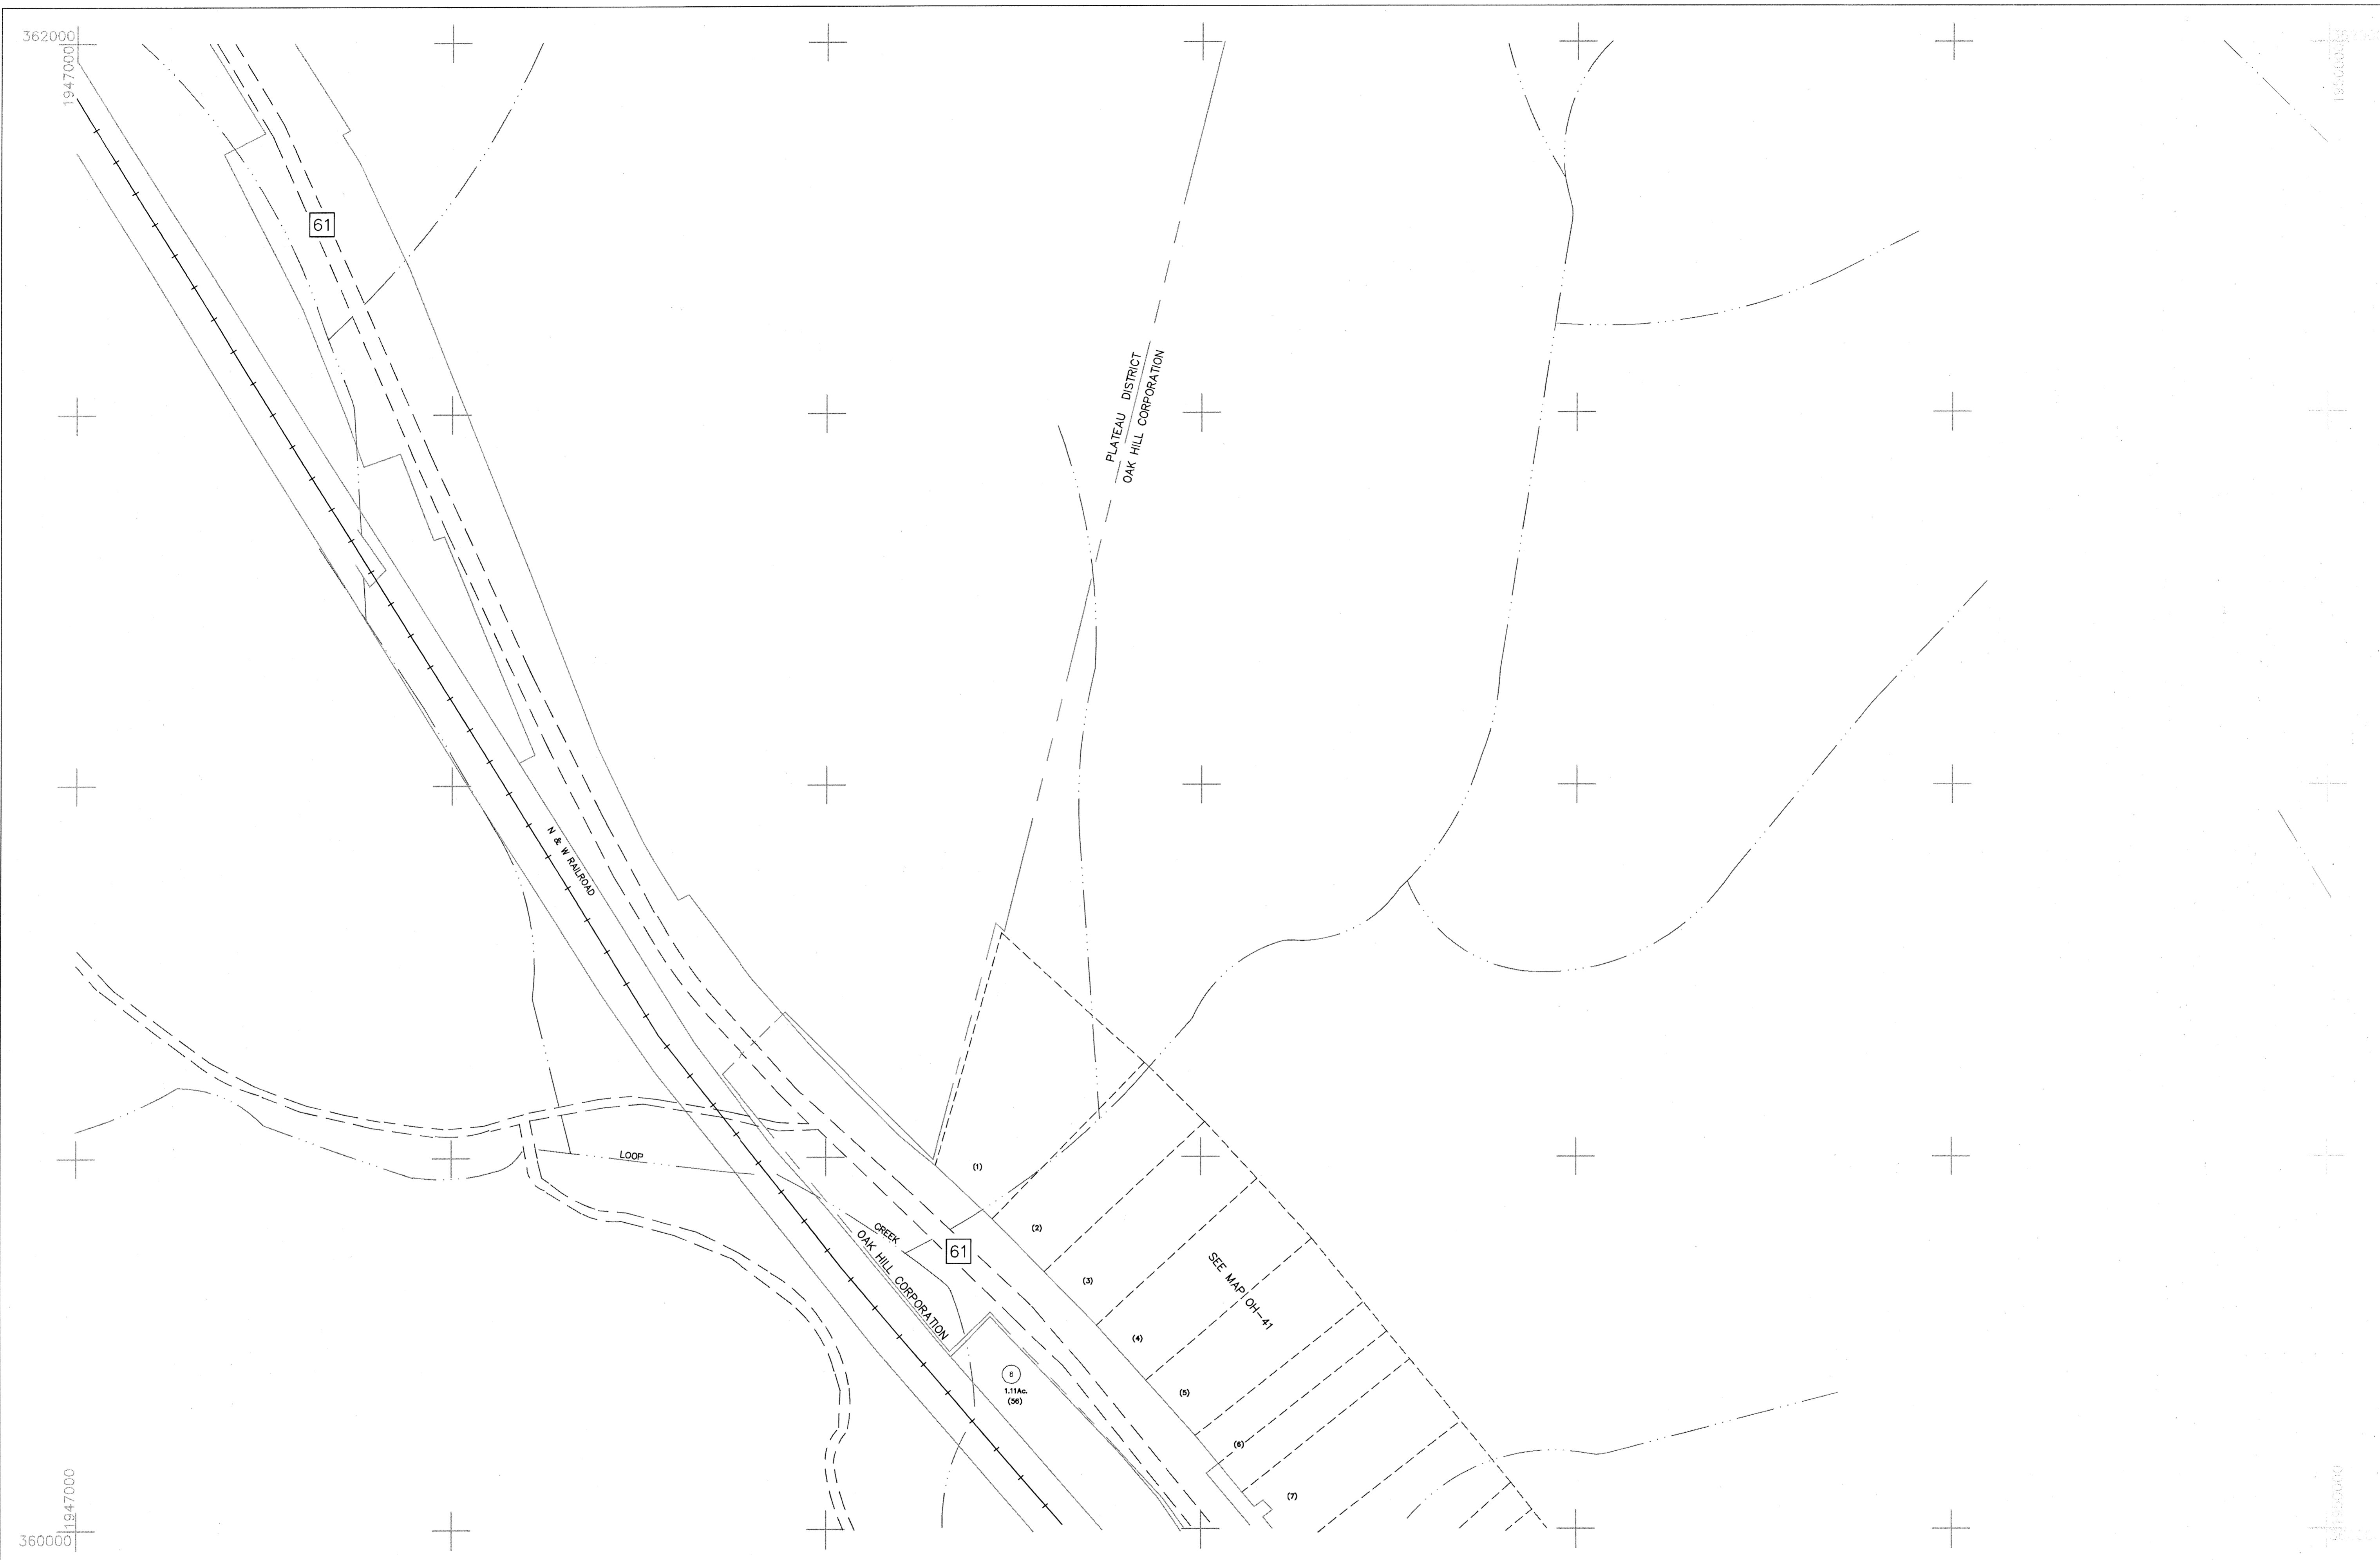 362000
1947000
61
PLATEAU DISTRICT
OAK HILL CORPORATION
N & W RAILROAD
LOOP
CREEK
OAK HILL CORPORATION
61
(1)
(2)
(3)
(4)
(5)
(6)
(7)
SEE MAP OH-41
8
1.11Ac.
(56)
1947000
360000